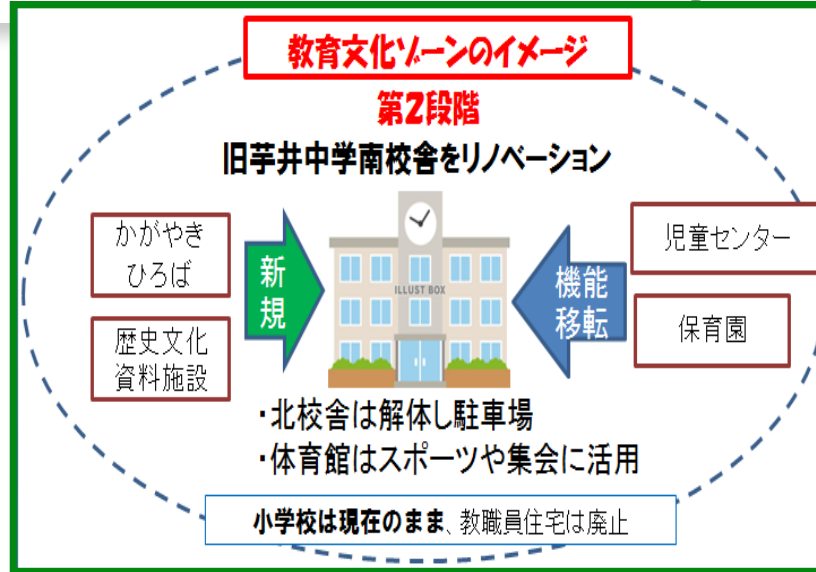 教育文化ゾーンのイメージ
第2段階
旧芋井中学南校舎をリノベーション
かがやき
ひろば
歴史文化
資料施設
新
規
ILLUST BOX
機能
移転
児童センター
保育園
・北校舎は解体し駐車場
・体育館はスポーツや集会に活用
小学校は現在のまま、教職員住宅は廃止